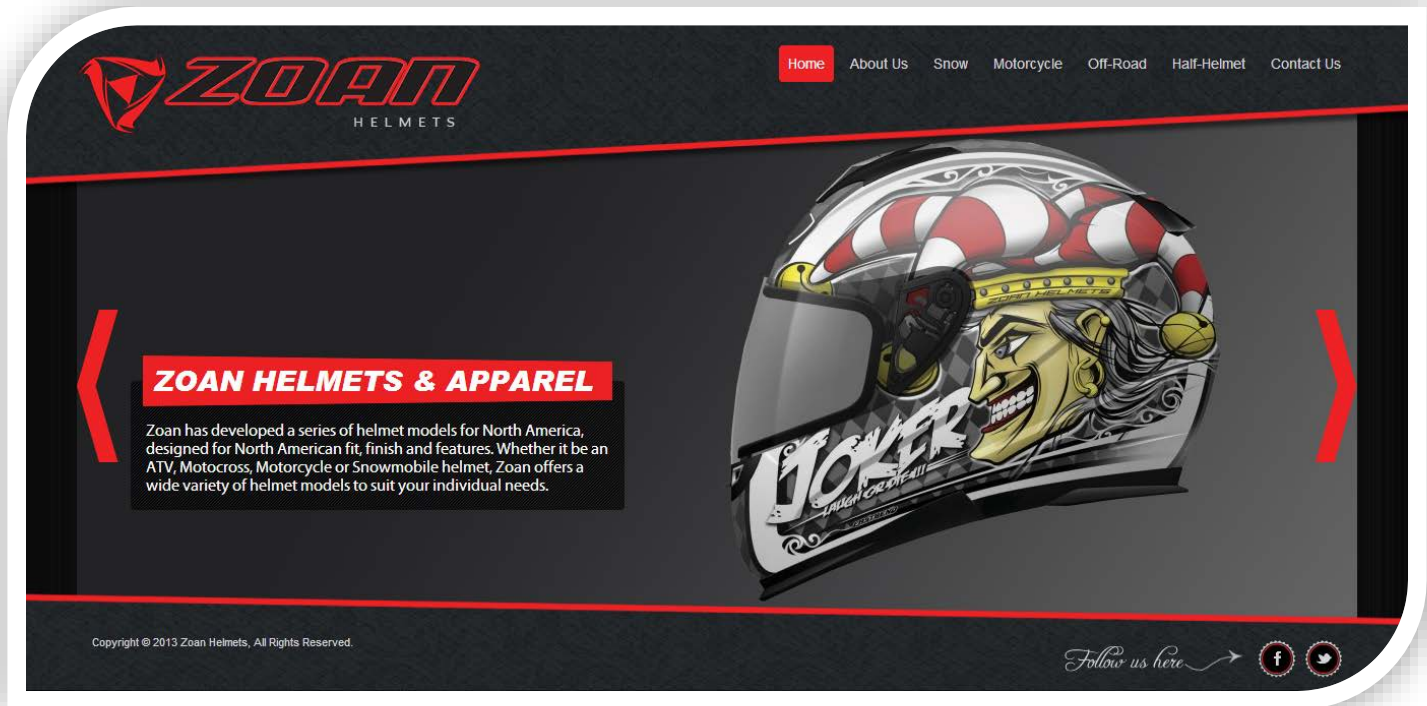 ZOAN
HELMETS
Home About Us Snow Motorcycle Off-Road Half-Helmet Contact Us
ZOAN HELMETS
ZOAN HELMETS & APPAREL
Zoan has developed a series of helmet models for North America,
designed for North American fit, finish and features. Whether it be an
ATV, Motocross, Motorcycle or Snowmobile helmet, Zoan offers a
wide variety of helmet models to suit your individual needs.
JOKER
LAUGH OR DIE!!!
Copyright © 2013 Zoan Helmets, All Rights Reserved.
Follow us here